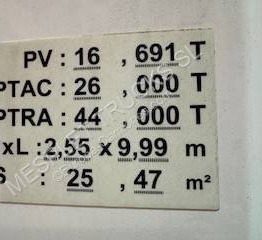 PV : 16 , 691 T
PTAC : 26 , 000 T
PTRA : 44 , 000 T
xL : 2,55 x 9,99 m
S : 25 , 47 m²